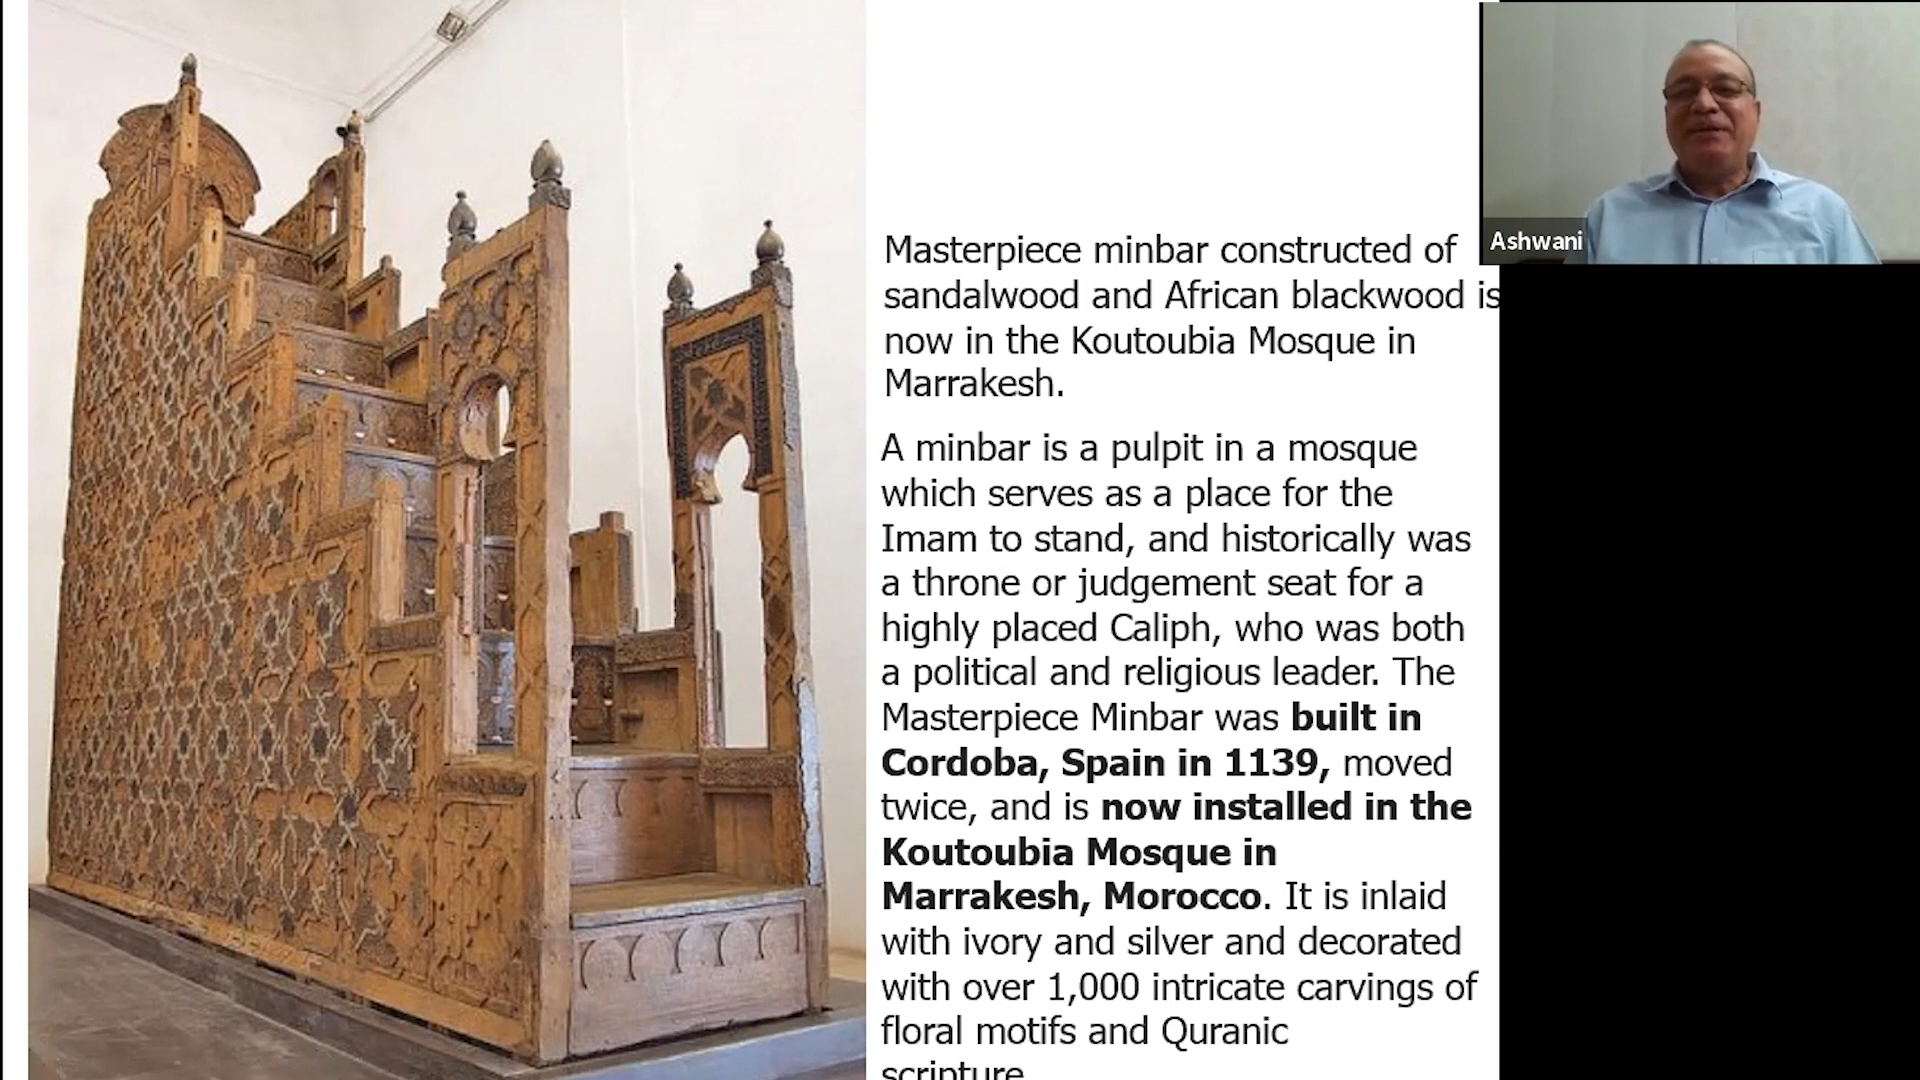 Masterpiece minbar constructed of
sandalwood and African blackwood is
now in the Koutoubia Mosque in
Marrakesh.
A minbar is a pulpit in a mosque
which serves as a place for the
Imam to stand, and historically was
a throne or judgement seat for a
highly placed Caliph, who was both
a political and religious leader. The
Masterpiece Minbar was built in
Cordoba, Spain in 1139, moved
twice, and is now installed in the
Koutoubia Mosque in
Marrakesh, Morocco. It is inlaid
with ivory and silver and decorated
with over 1,000 intricate carvings of
floral motifs and Quranic
scripture
Ashwani